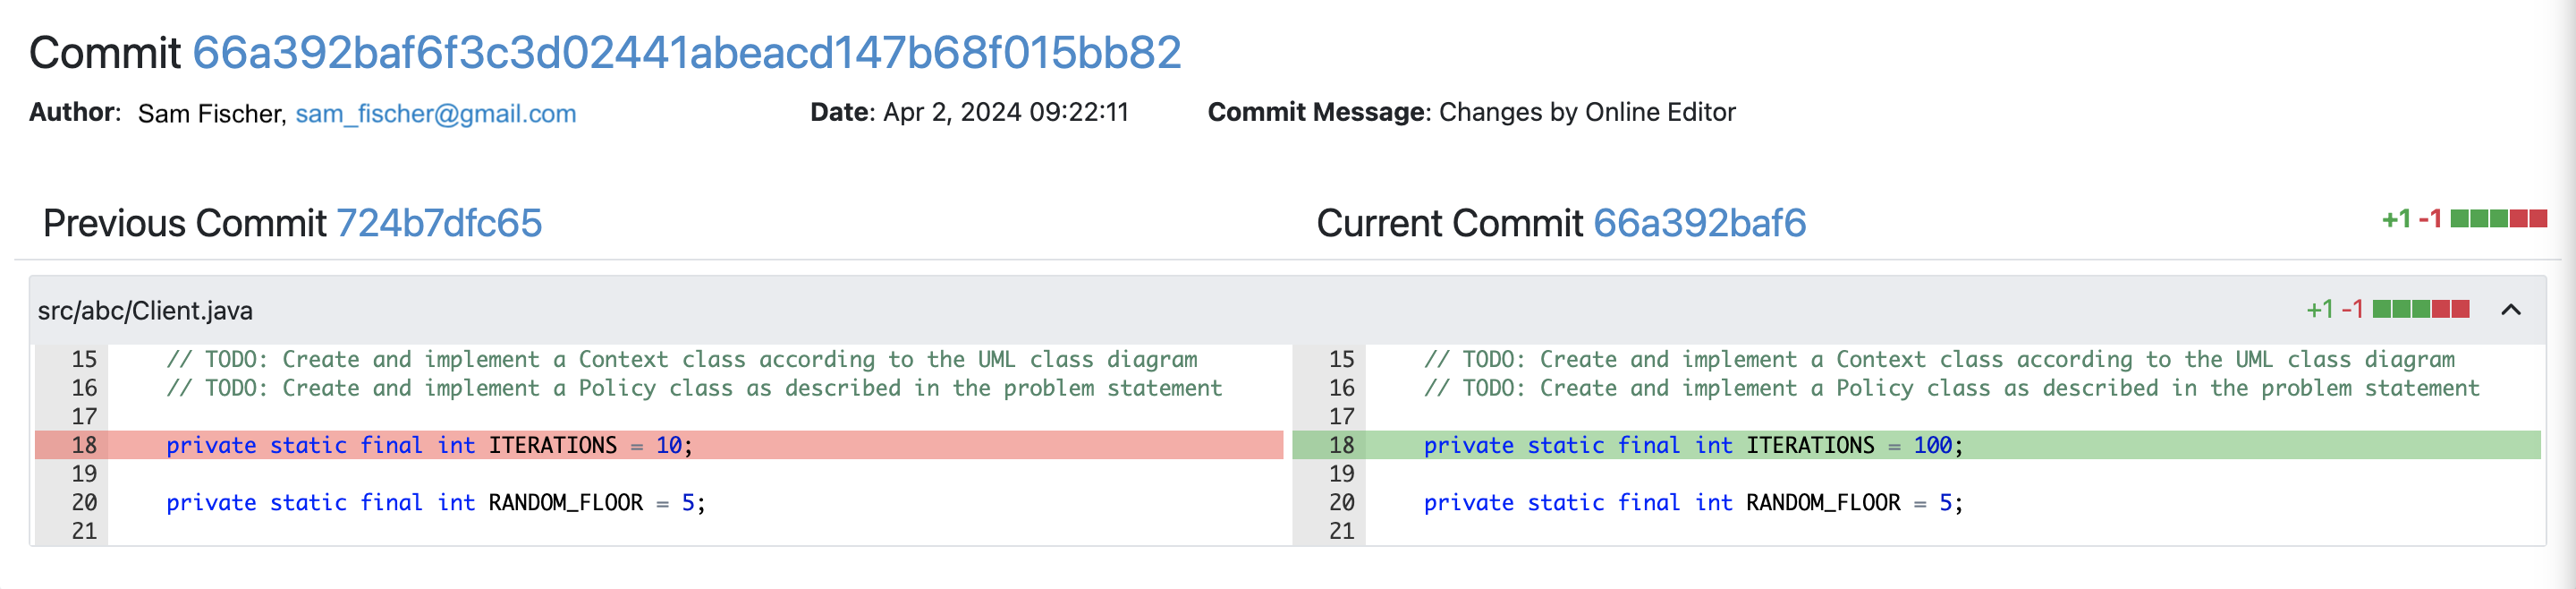 Commit 66a392baf6f3c3d02441abeacd147b68f015bb82
Author: Sam Fischer, sam_fischer@gmail.com Date: Apr 2, 2024 09:22:11 Commit Message: Changes by Online Editor
Previous Commit 724b7dfc65 Current Commit 66a392baf6 +1 -1
src/abc/Client.java +1 -1
15 // TODO: Create and implement a Context class according to the UML class diagram 15 // TODO: Create and implement a Context class according to the UML class diagram
16 // TODO: Create and implement a Policy class as described in the problem statement 16 // TODO: Create and implement a Policy class as described in the problem statement
17 17
18 private static final int ITERATIONS = 10; 18 private static final int ITERATIONS = 100;
19 19
20 private static final int RANDOM_FLOOR = 5; 20 private static final int RANDOM_FLOOR = 5;
21 21